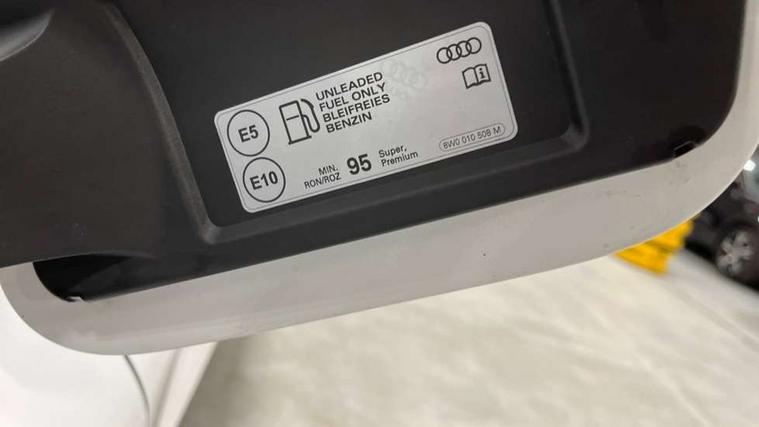 E5
E10
UNLEADED
FUEL ONLY
BLEIFREIES
BENZIN
MIN.
RON/ROZ
95
Super,
Premium
8W0 010 508 M